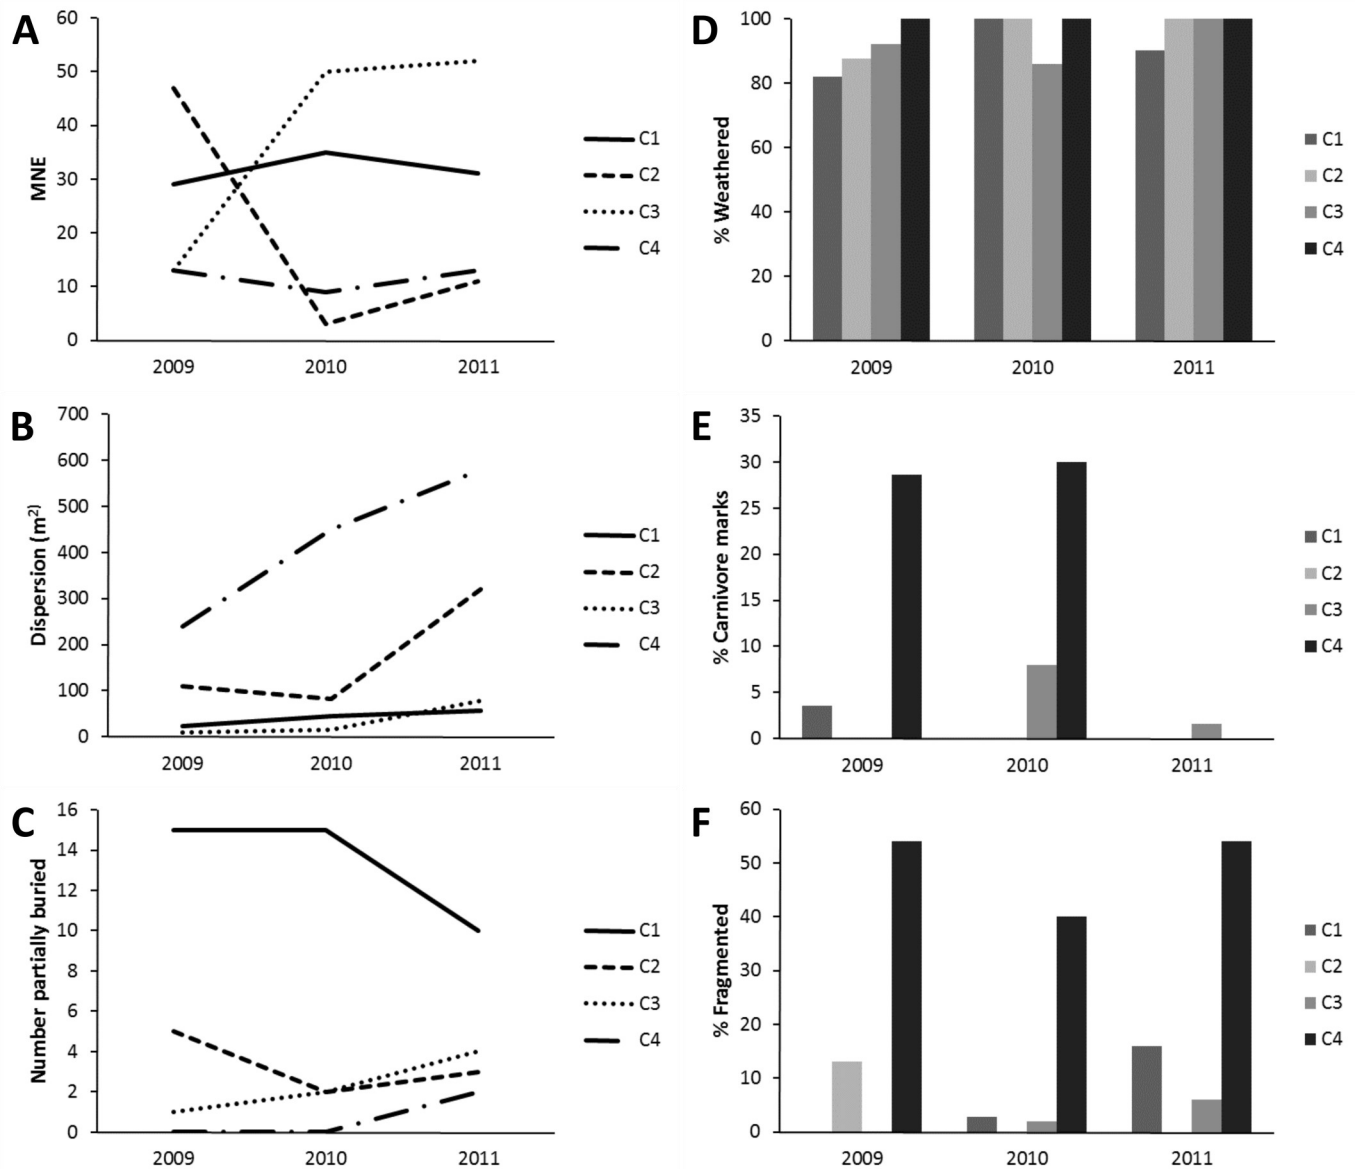 A
60
50
40
30
20
10
0
MNE
2009 2010 2011
C1
C2
C3
C4
D
100
80
60
40
20
0
% Weathered
2009 2010 2011
C1
C2
C3
C4
B
700
600
500
400
300
200
100
0
Dispersion (m²)
2009 2010 2011
C1
C2
C3
C4
E
35
30
25
20
15
10
5
0
% Carnivore marks
2009 2010 2011
C1
C2
C3
C4
C
16
14
12
10
8
6
4
2
0
Number partially buried
2009 2010 2011
C1
C2
C3
C4
F
60
50
40
30
20
10
0
% Fragmented
2009 2010 2011
C1
C2
C3
C4